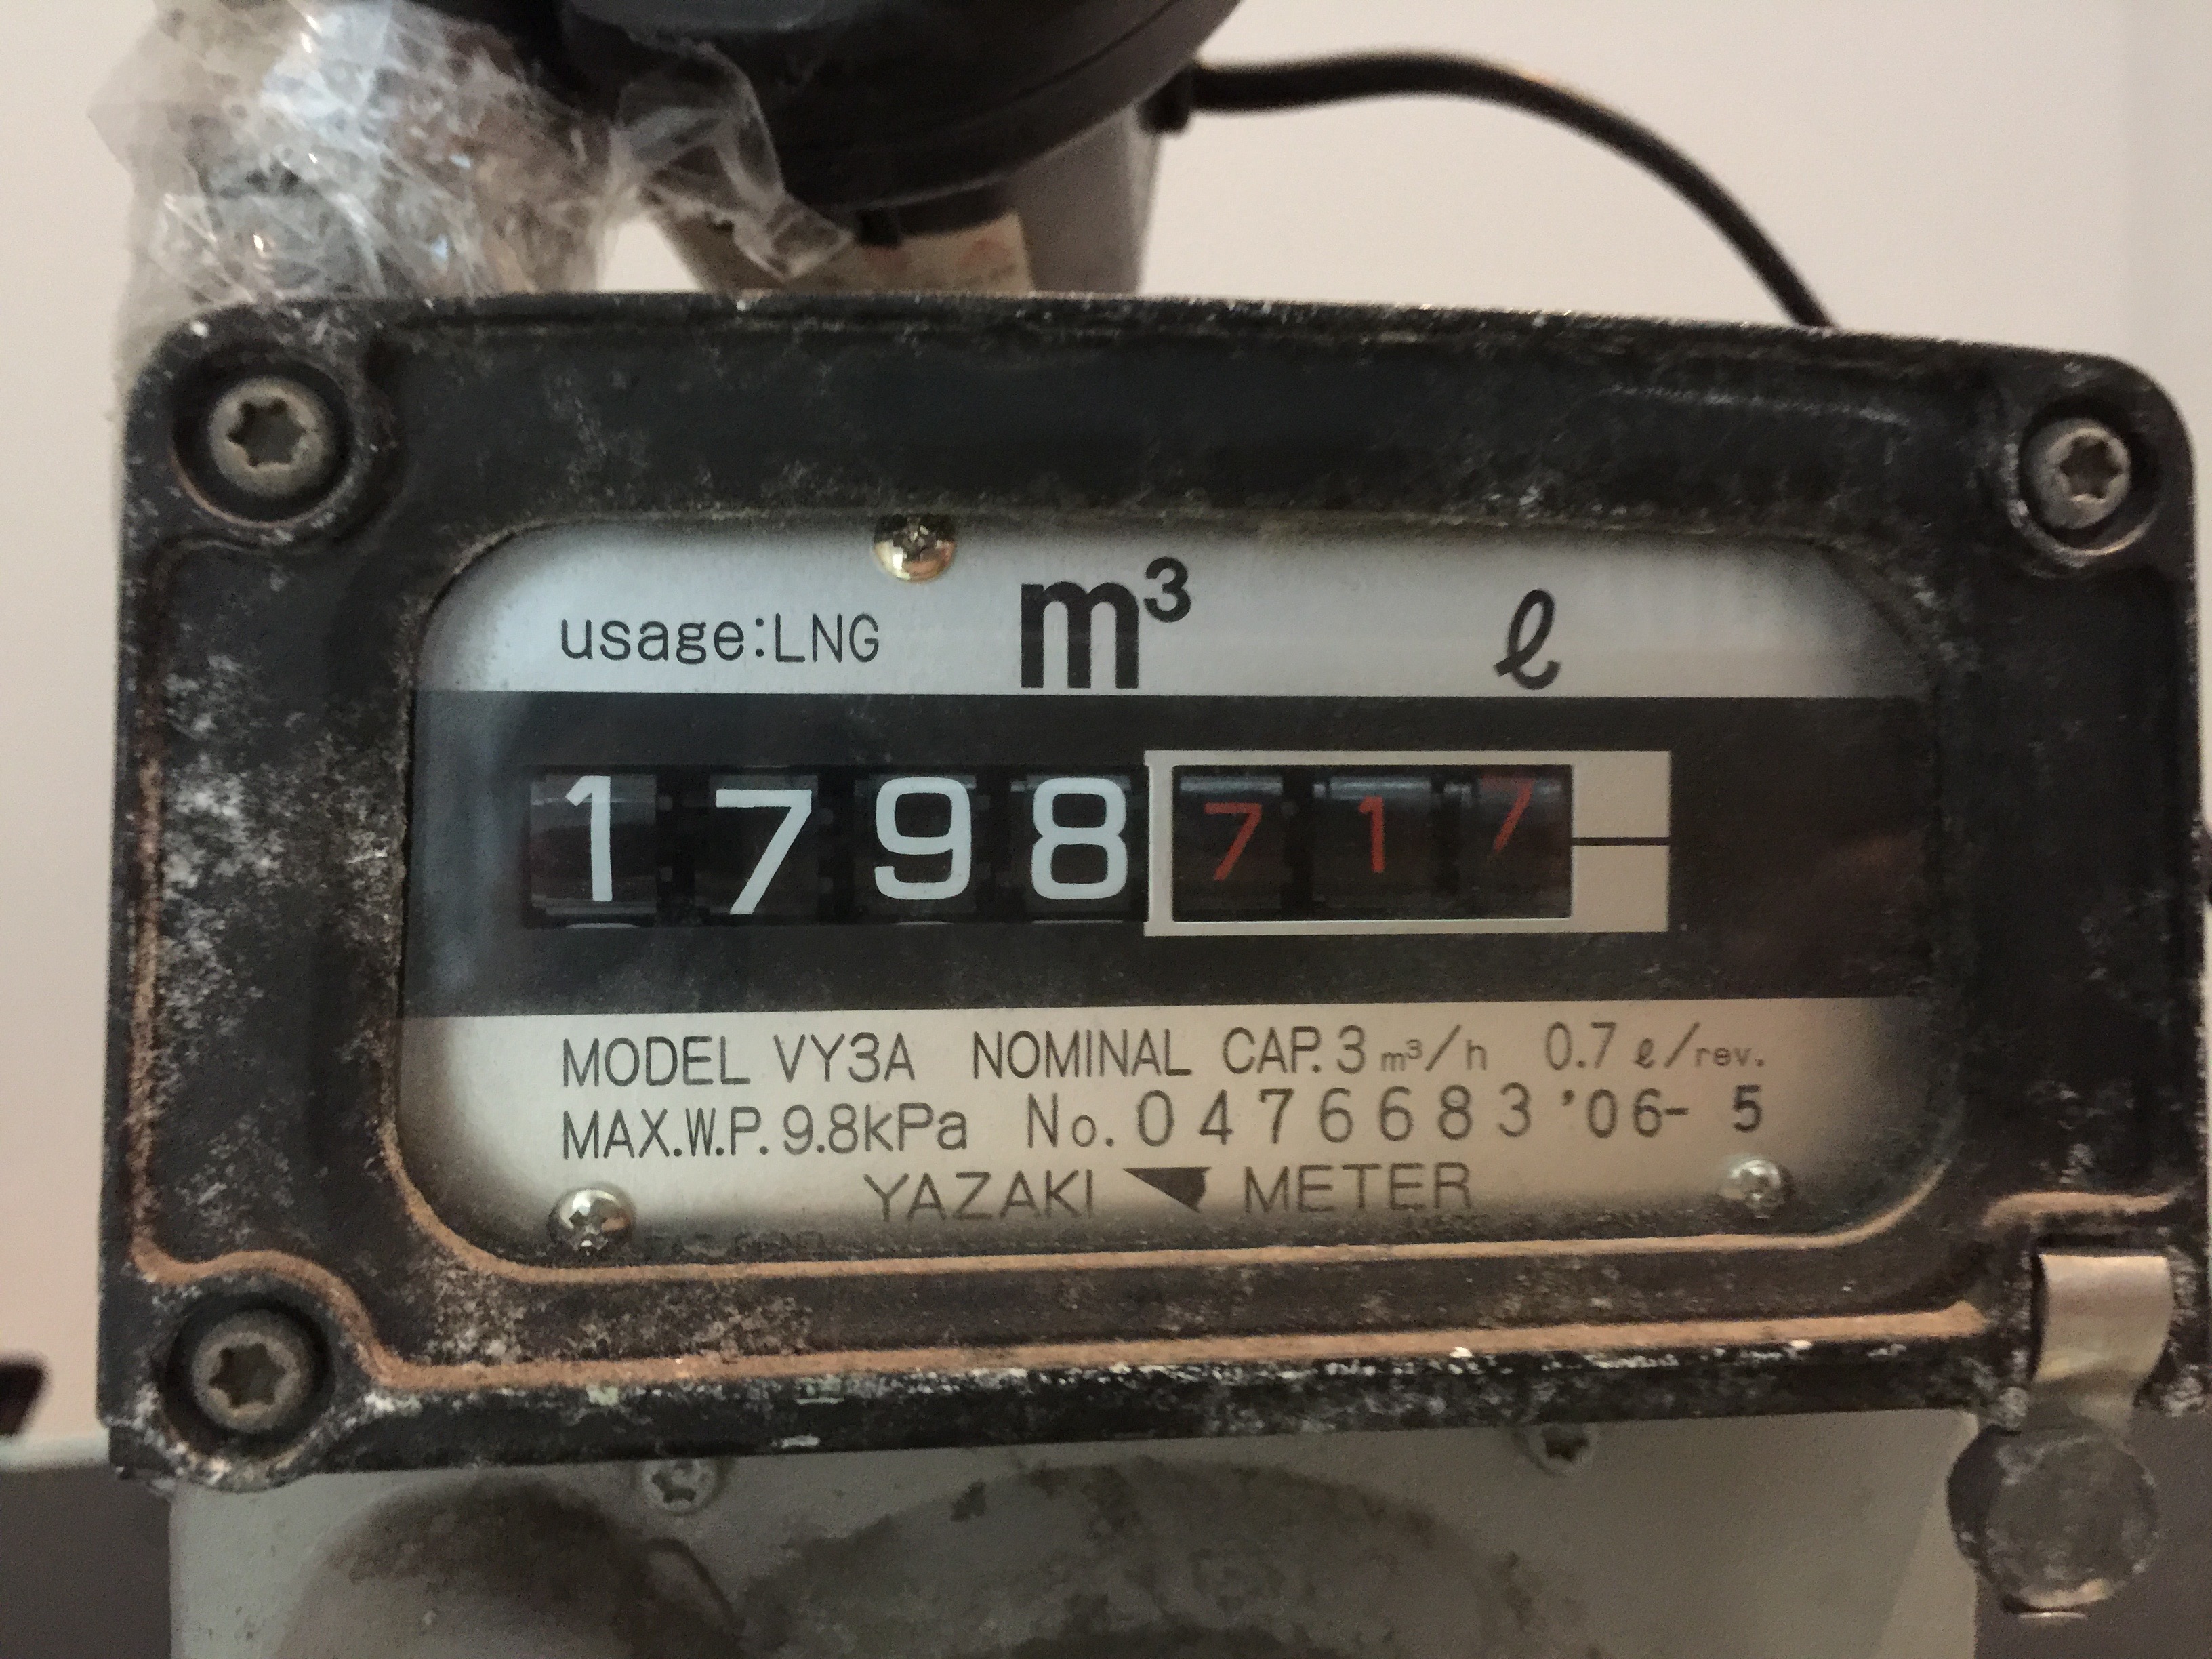 usage:LNG m³ ℓ
1798717
MODEL VY3A NOMINAL CAP. 3 m³/h 0.7 ℓ/rev.
MAX.W.P. 9.8kPa No. 0476683 '06- 5
YAZAKI METER